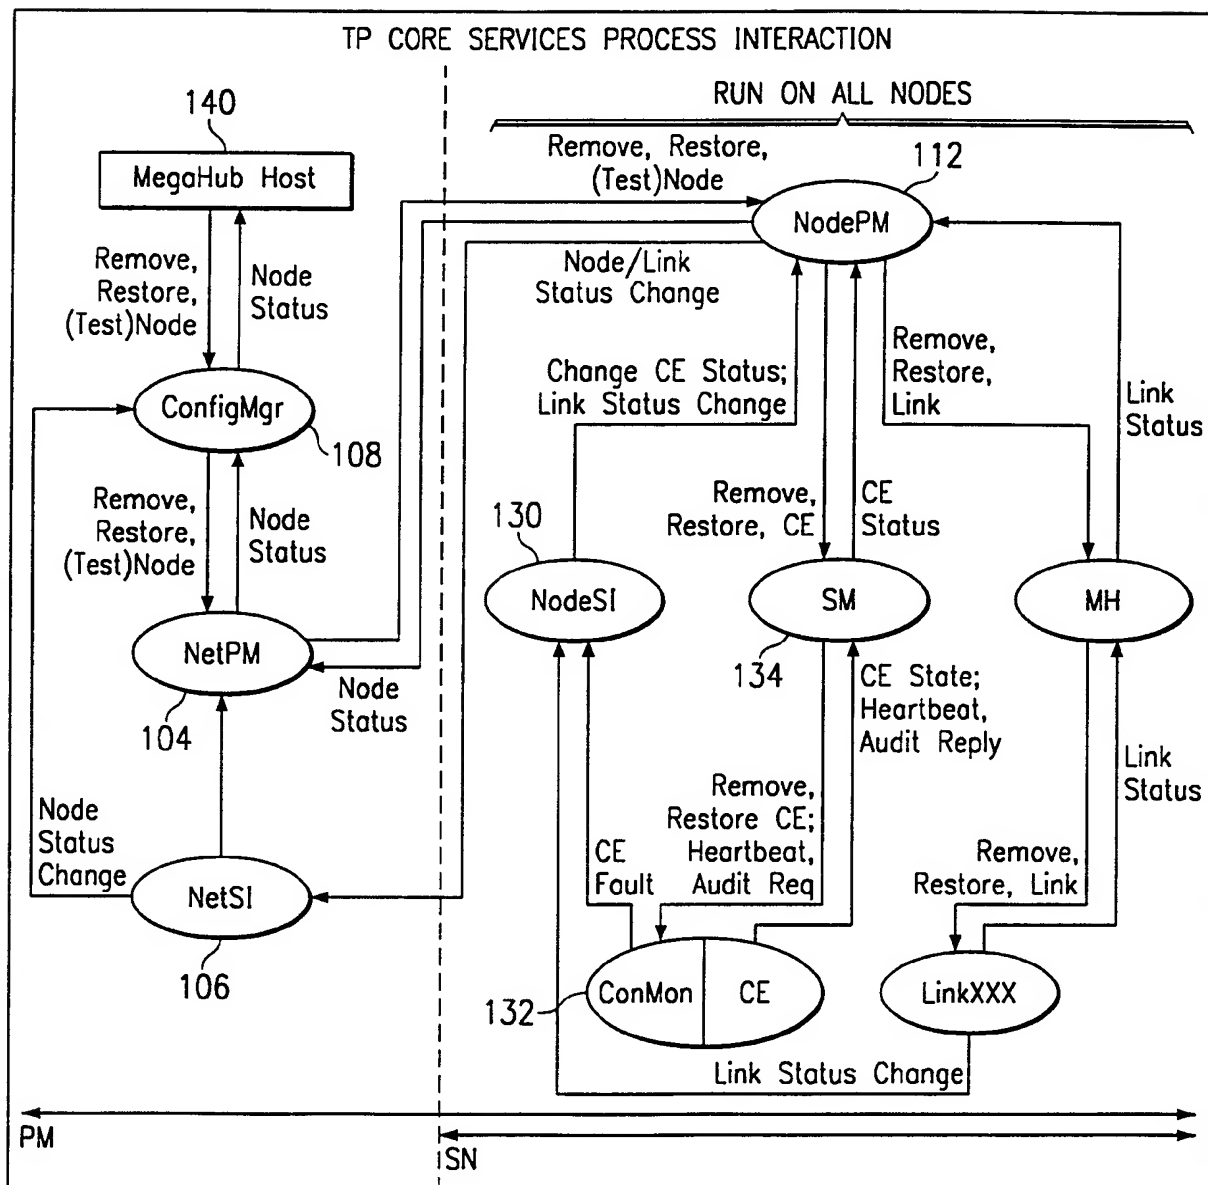 TP CORE SERVICES PROCESS INTERACTION
RUN ON ALL NODES
140
MegaHub Host
Remove,
Restore,
(Test)Node
Node
Status
ConfigMgr
108
Remove,
Restore,
(Test)Node
Node
Status
NetPM
104
Node
Status
Node
Status
Change
NetSI
106
Remove, Restore,
(Test)Node
112
NodePM
Node/Link
Status Change
Change CE Status;
Link Status Change
Remove,
Restore,
Link
Link
Status
Remove,
Restore, CE
CE
Status
130
NodeSI
SM
134
MH
CE State;
Heartbeat,
Audit Reply
Link
Status
Remove,
Restore CE;
Heartbeat,
Audit Req
CE
Fault
Remove,
Restore, Link
132
ConMon
CE
LinkXXX
Link Status Change
PM
SN